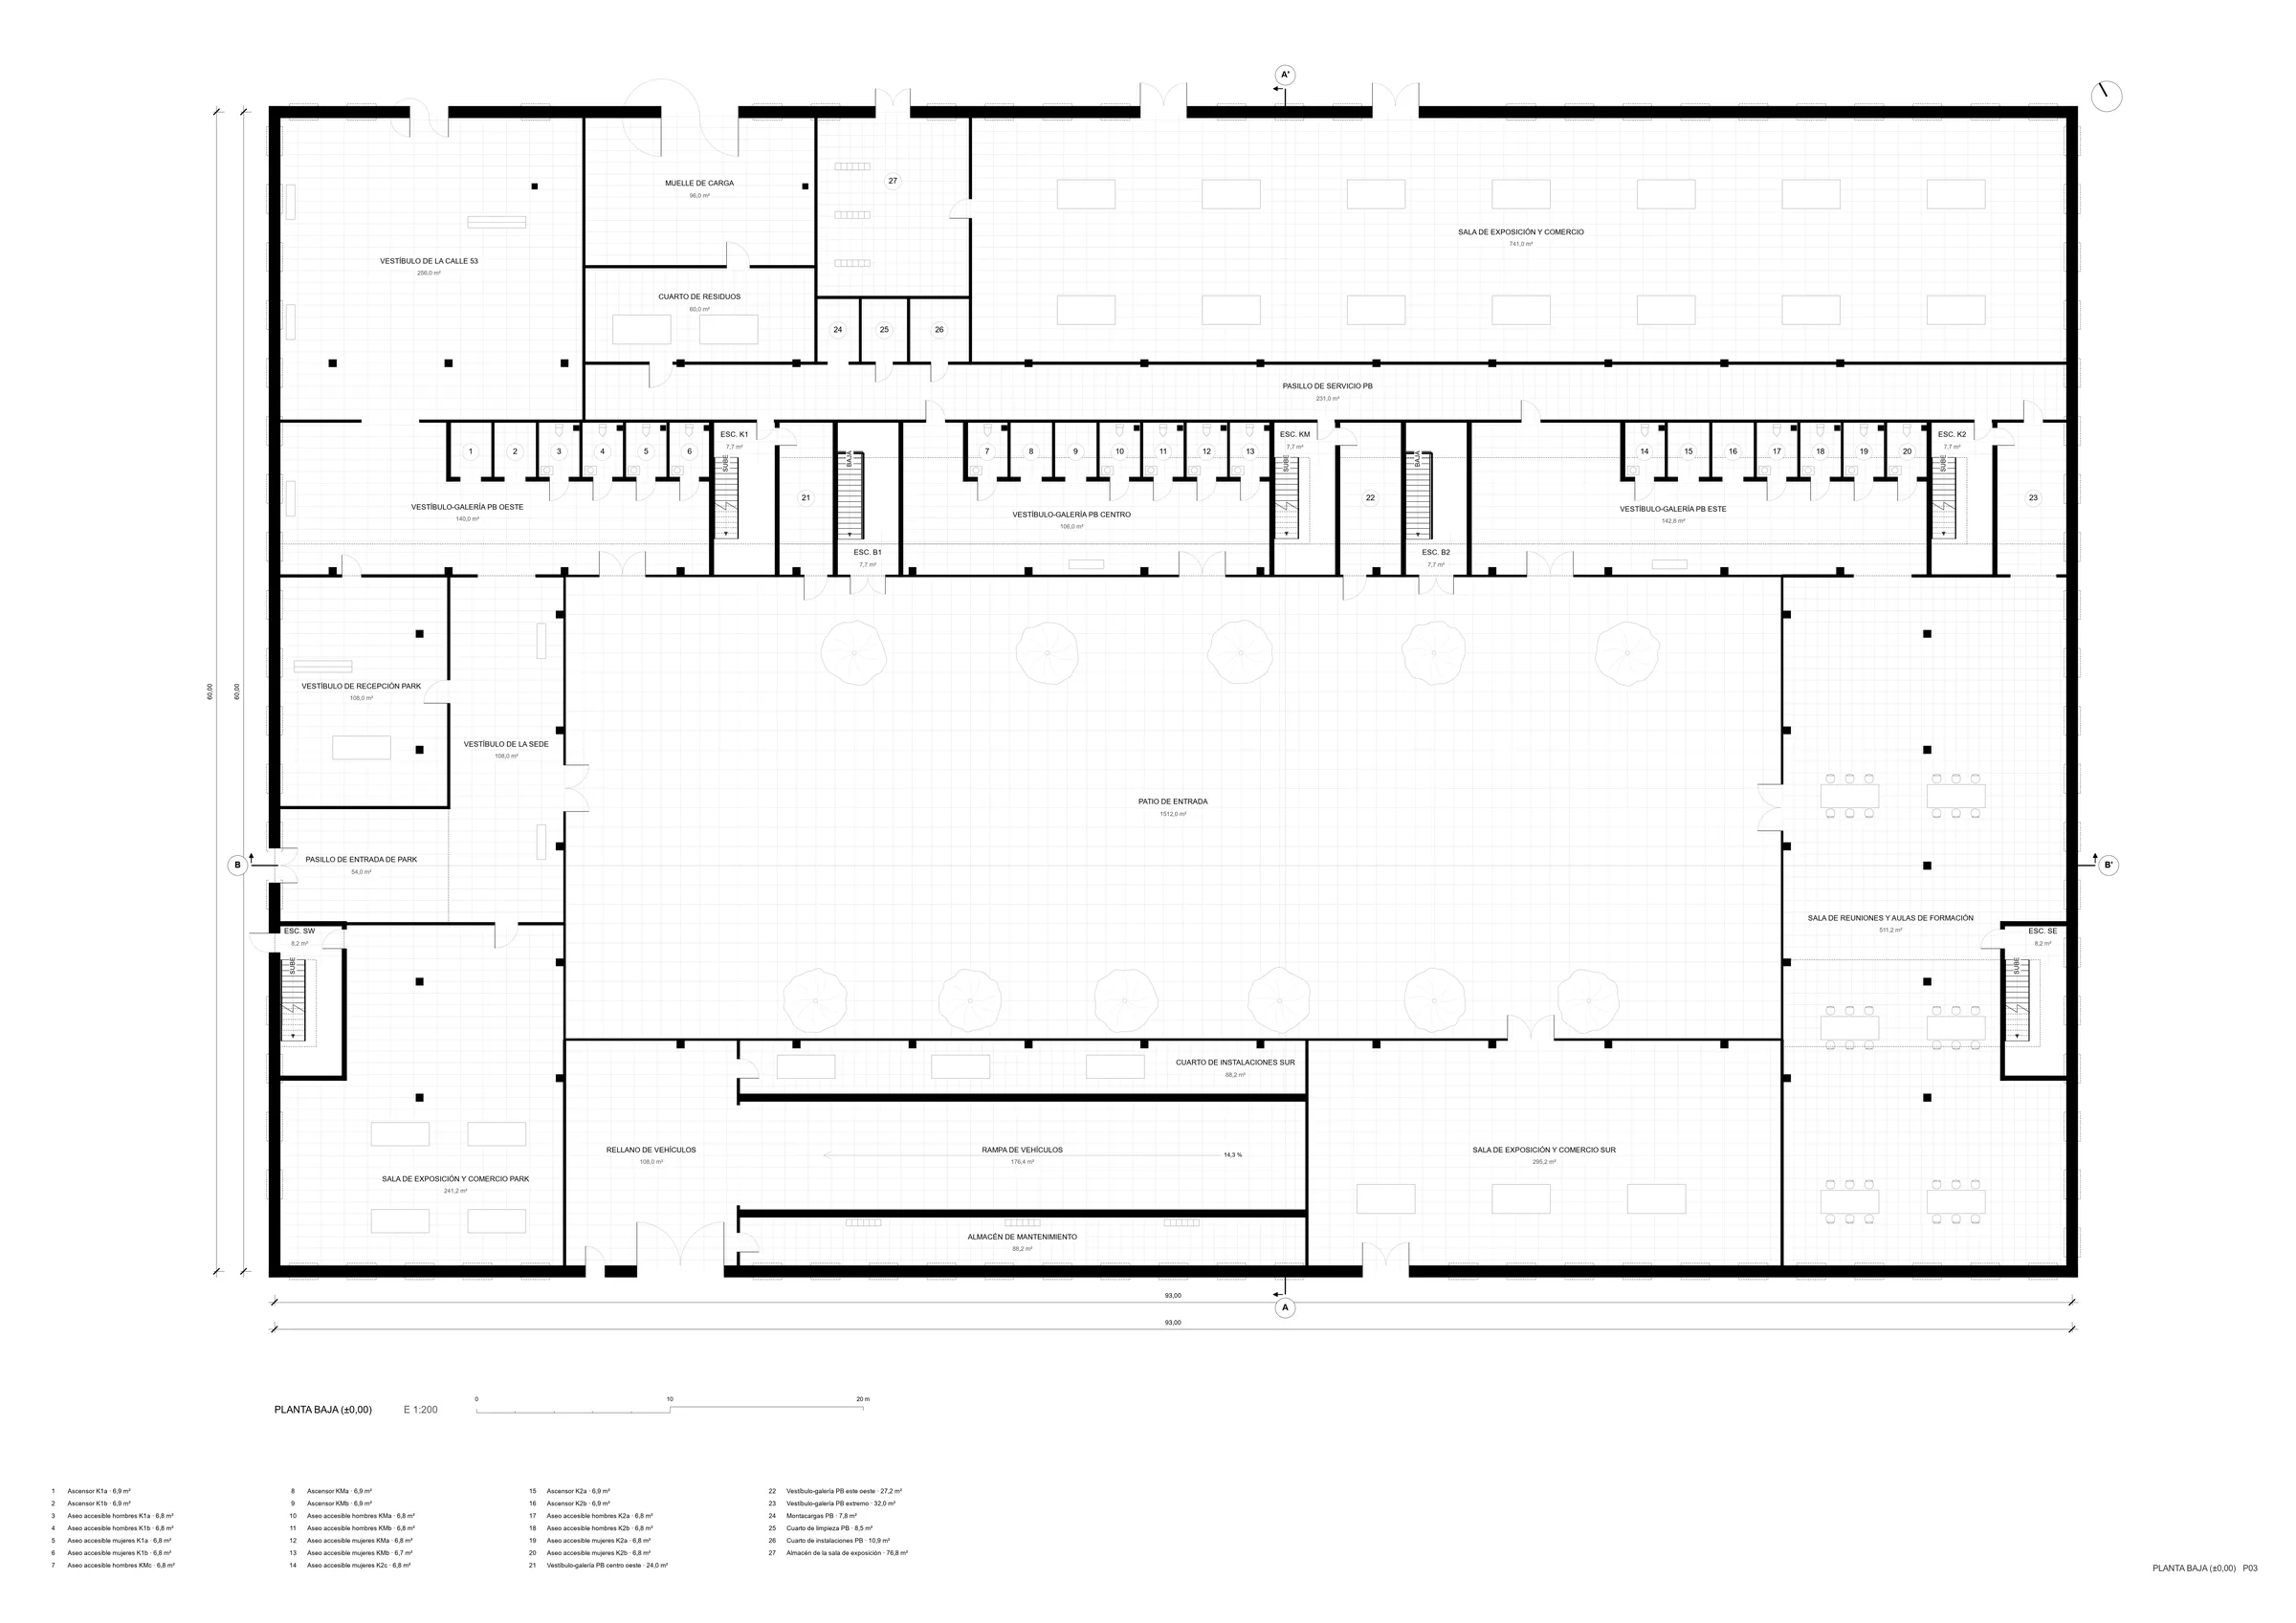 A'
27
MUELLE DE CARGA
96,0 m²
SALA DE EXPOSICIÓN Y COMERCIO
741,0 m²
VESTÍBULO DE LA CALLE 53
256,0 m²
CUARTO DE RESIDUOS
60,0 m²
24
25
26
PASILLO DE SERVICIO PB
231,0 m²
ESC. K1
7,7 m²
SUBE
BAJA
ESC. KM
7,7 m²
SUBE
BAJA
ESC. K2
7,7 m²
SUBE
1
2
3
4
5
6
7
8
9
10
11
12
13
14
15
16
17
18
19
20
21
22
23
VESTÍBULO-GALERÍA PB OESTE
140,0 m²
VESTÍBULO-GALERÍA PB CENTRO
106,0 m²
VESTÍBULO-GALERÍA PB ESTE
142,8 m²
ESC. B1
7,7 m²
ESC. B2
7,7 m²
60,00
60,00
VESTÍBULO DE RECEPCIÓN PARK
108,0 m²
VESTÍBULO DE LA SEDE
108,0 m²
PATIO DE ENTRADA
1512,0 m²
B
PASILLO DE ENTRADA DE PARK
54,0 m²
B'
SALA DE REUNIONES Y AULAS DE FORMACIÓN
511,2 m²
ESC. SW
8,2 m²
SUBE
ESC. SE
8,2 m²
SUBE
CUARTO DE INSTALACIONES SUR
88,2 m²
RELLANO DE VEHÍCULOS
108,0 m²
RAMPA DE VEHÍCULOS
176,4 m²
14,3 %
SALA DE EXPOSICIÓN Y COMERCIO SUR
295,2 m²
SALA DE EXPOSICIÓN Y COMERCIO PARK
241,2 m²
ALMACÉN DE MANTENIMIENTO
88,2 m²
93,00
A
93,00
PLANTA BAJA (±0,00) E 1:200
0 10 20 m
1 Ascensor K1a · 6,9 m²
2 Ascensor K1b · 6,9 m²
3 Aseo accesible hombres K1a · 6,8 m²
4 Aseo accesible hombres K1b · 6,8 m²
5 Aseo accesible mujeres K1a · 6,8 m²
6 Aseo accesible mujeres K1b · 6,8 m²
7 Aseo accesible hombres KMc · 6,8 m²
8 Ascensor KMa · 6,9 m²
9 Ascensor KMb · 6,9 m²
10 Aseo accesible hombres KMa · 6,8 m²
11 Aseo accesible hombres KMb · 6,8 m²
12 Aseo accesible mujeres KMa · 6,8 m²
13 Aseo accesible mujeres KMb · 6,7 m²
14 Aseo accesible mujeres K2c · 6,8 m²
15 Ascensor K2a · 6,9 m²
16 Ascensor K2b · 6,9 m²
17 Aseo accesible hombres K2a · 6,8 m²
18 Aseo accesible hombres K2b · 6,8 m²
19 Aseo accesible mujeres K2a · 6,8 m²
20 Aseo accesible mujeres K2b · 6,8 m²
21 Vestíbulo-galería PB centro oeste · 24,0 m²
22 Vestíbulo-galería PB este oeste · 27,2 m²
23 Vestíbulo-galería PB extremo · 32,0 m²
24 Montacargas PB · 7,8 m²
25 Cuarto de limpieza PB · 8,5 m²
26 Cuarto de instalaciones PB · 10,9 m²
27 Almacén de la sala de exposición · 76,8 m²
PLANTA BAJA (±0,00) P03